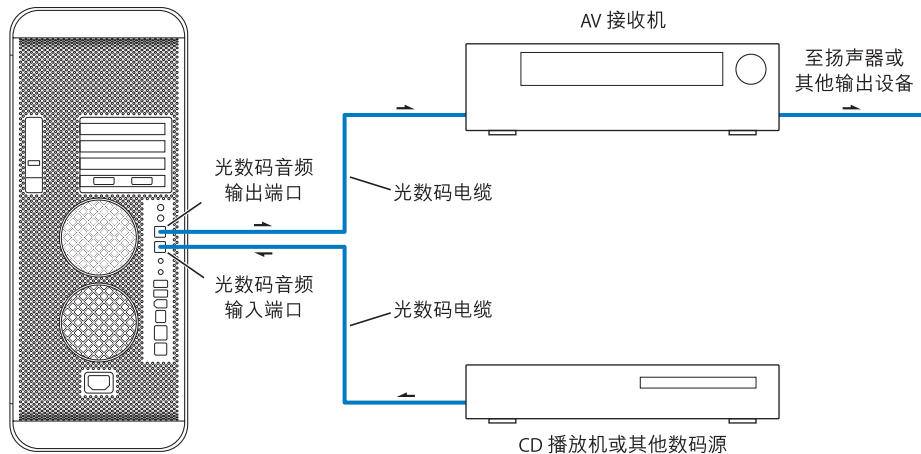 AV 接收机
至扬声器或
其他输出设备
光数码音频
输出端口
光数码电缆
光数码音频
输入端口
光数码电缆
CD 播放机或其他数码源